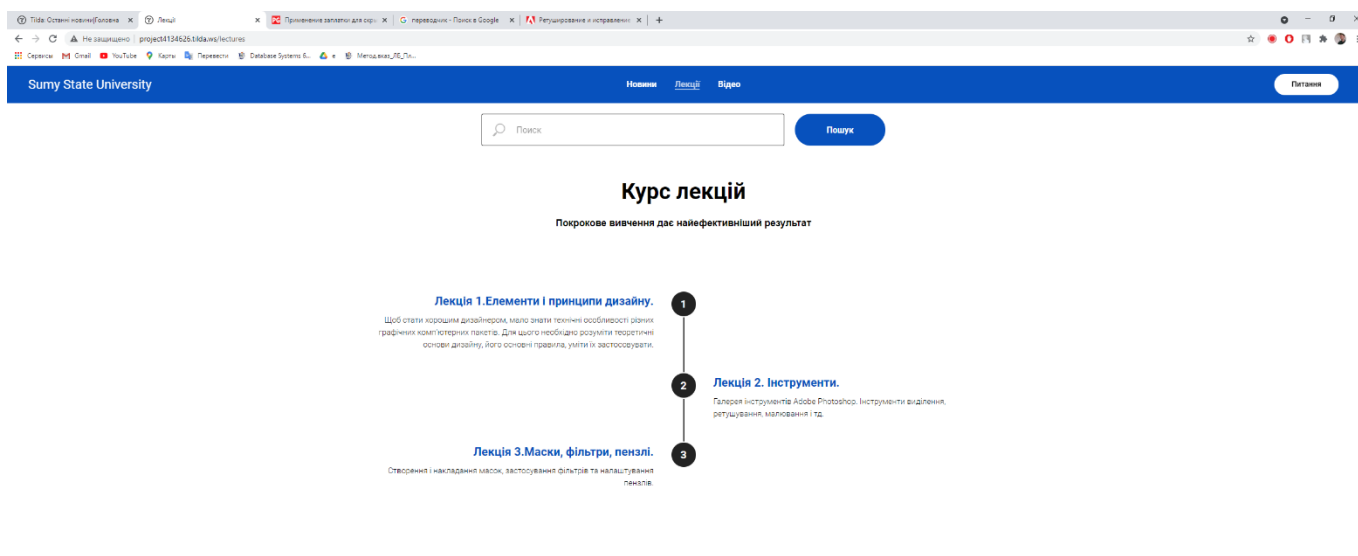 Tilda: Останні новини(Головна
Лекції
Применение заплатки для скры
переводчик - Поиск в Google
Ретуширование и исправление
Не защищено | project4134626.tilda.ws/lectures
Сервисы Gmail YouTube Карты Перевести Database Systems 6... e Метод.вказ_ЛБ_Пи...
Sumy State University
Новини Лекції Відео
Питання
Поиск
Пошук
Курс лекцій
Покрокове вивчення дає найефективніший результат
Лекція 1.Елементи і принципи дизайну.
1
Щоб стати хорошим дизайнером, мало знати технічні особливості різних
графічних комп'ютерних пакетів. Для цього необхідно розуміти теоретичні
основи дизайну, його основні правила, уміти їх застосовувати.
2
Лекція 2. Інструменти.
Галерея інструментів Adobe Photoshop. Інструменти виділення,
ретушування, малювання і тд.
Лекція 3.Маски, фільтри, пензлі.
3
Створення і накладання масок, застосування фільтрів та налаштування
пензлів.